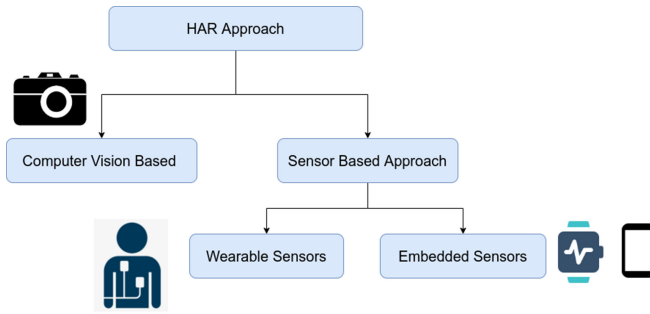 HAR Approach
Computer Vision Based
Sensor Based Approach
Wearable Sensors
Embedded Sensors